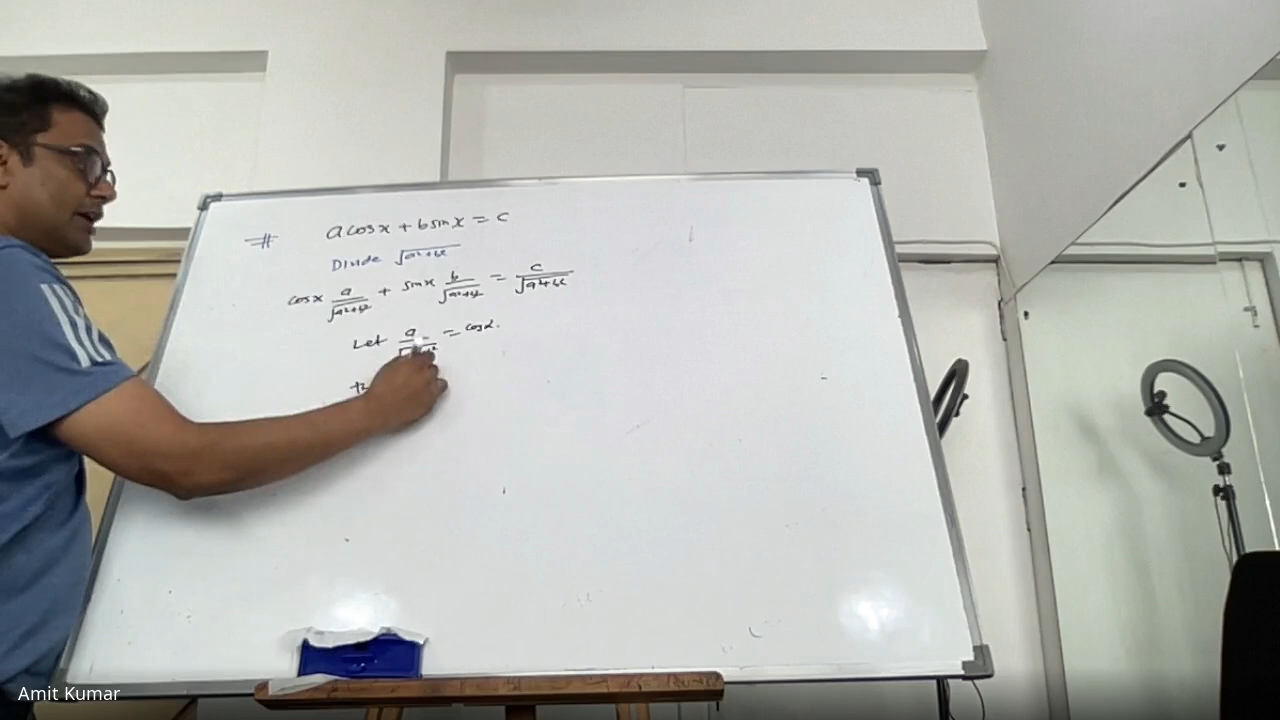 # a cos x + b sin x = c
Divide √a²+b²
cos x a/√a²+b² + sin x b/√a²+b² = c/√a²+b²
Let a/ = cos α.
Amit Kumar